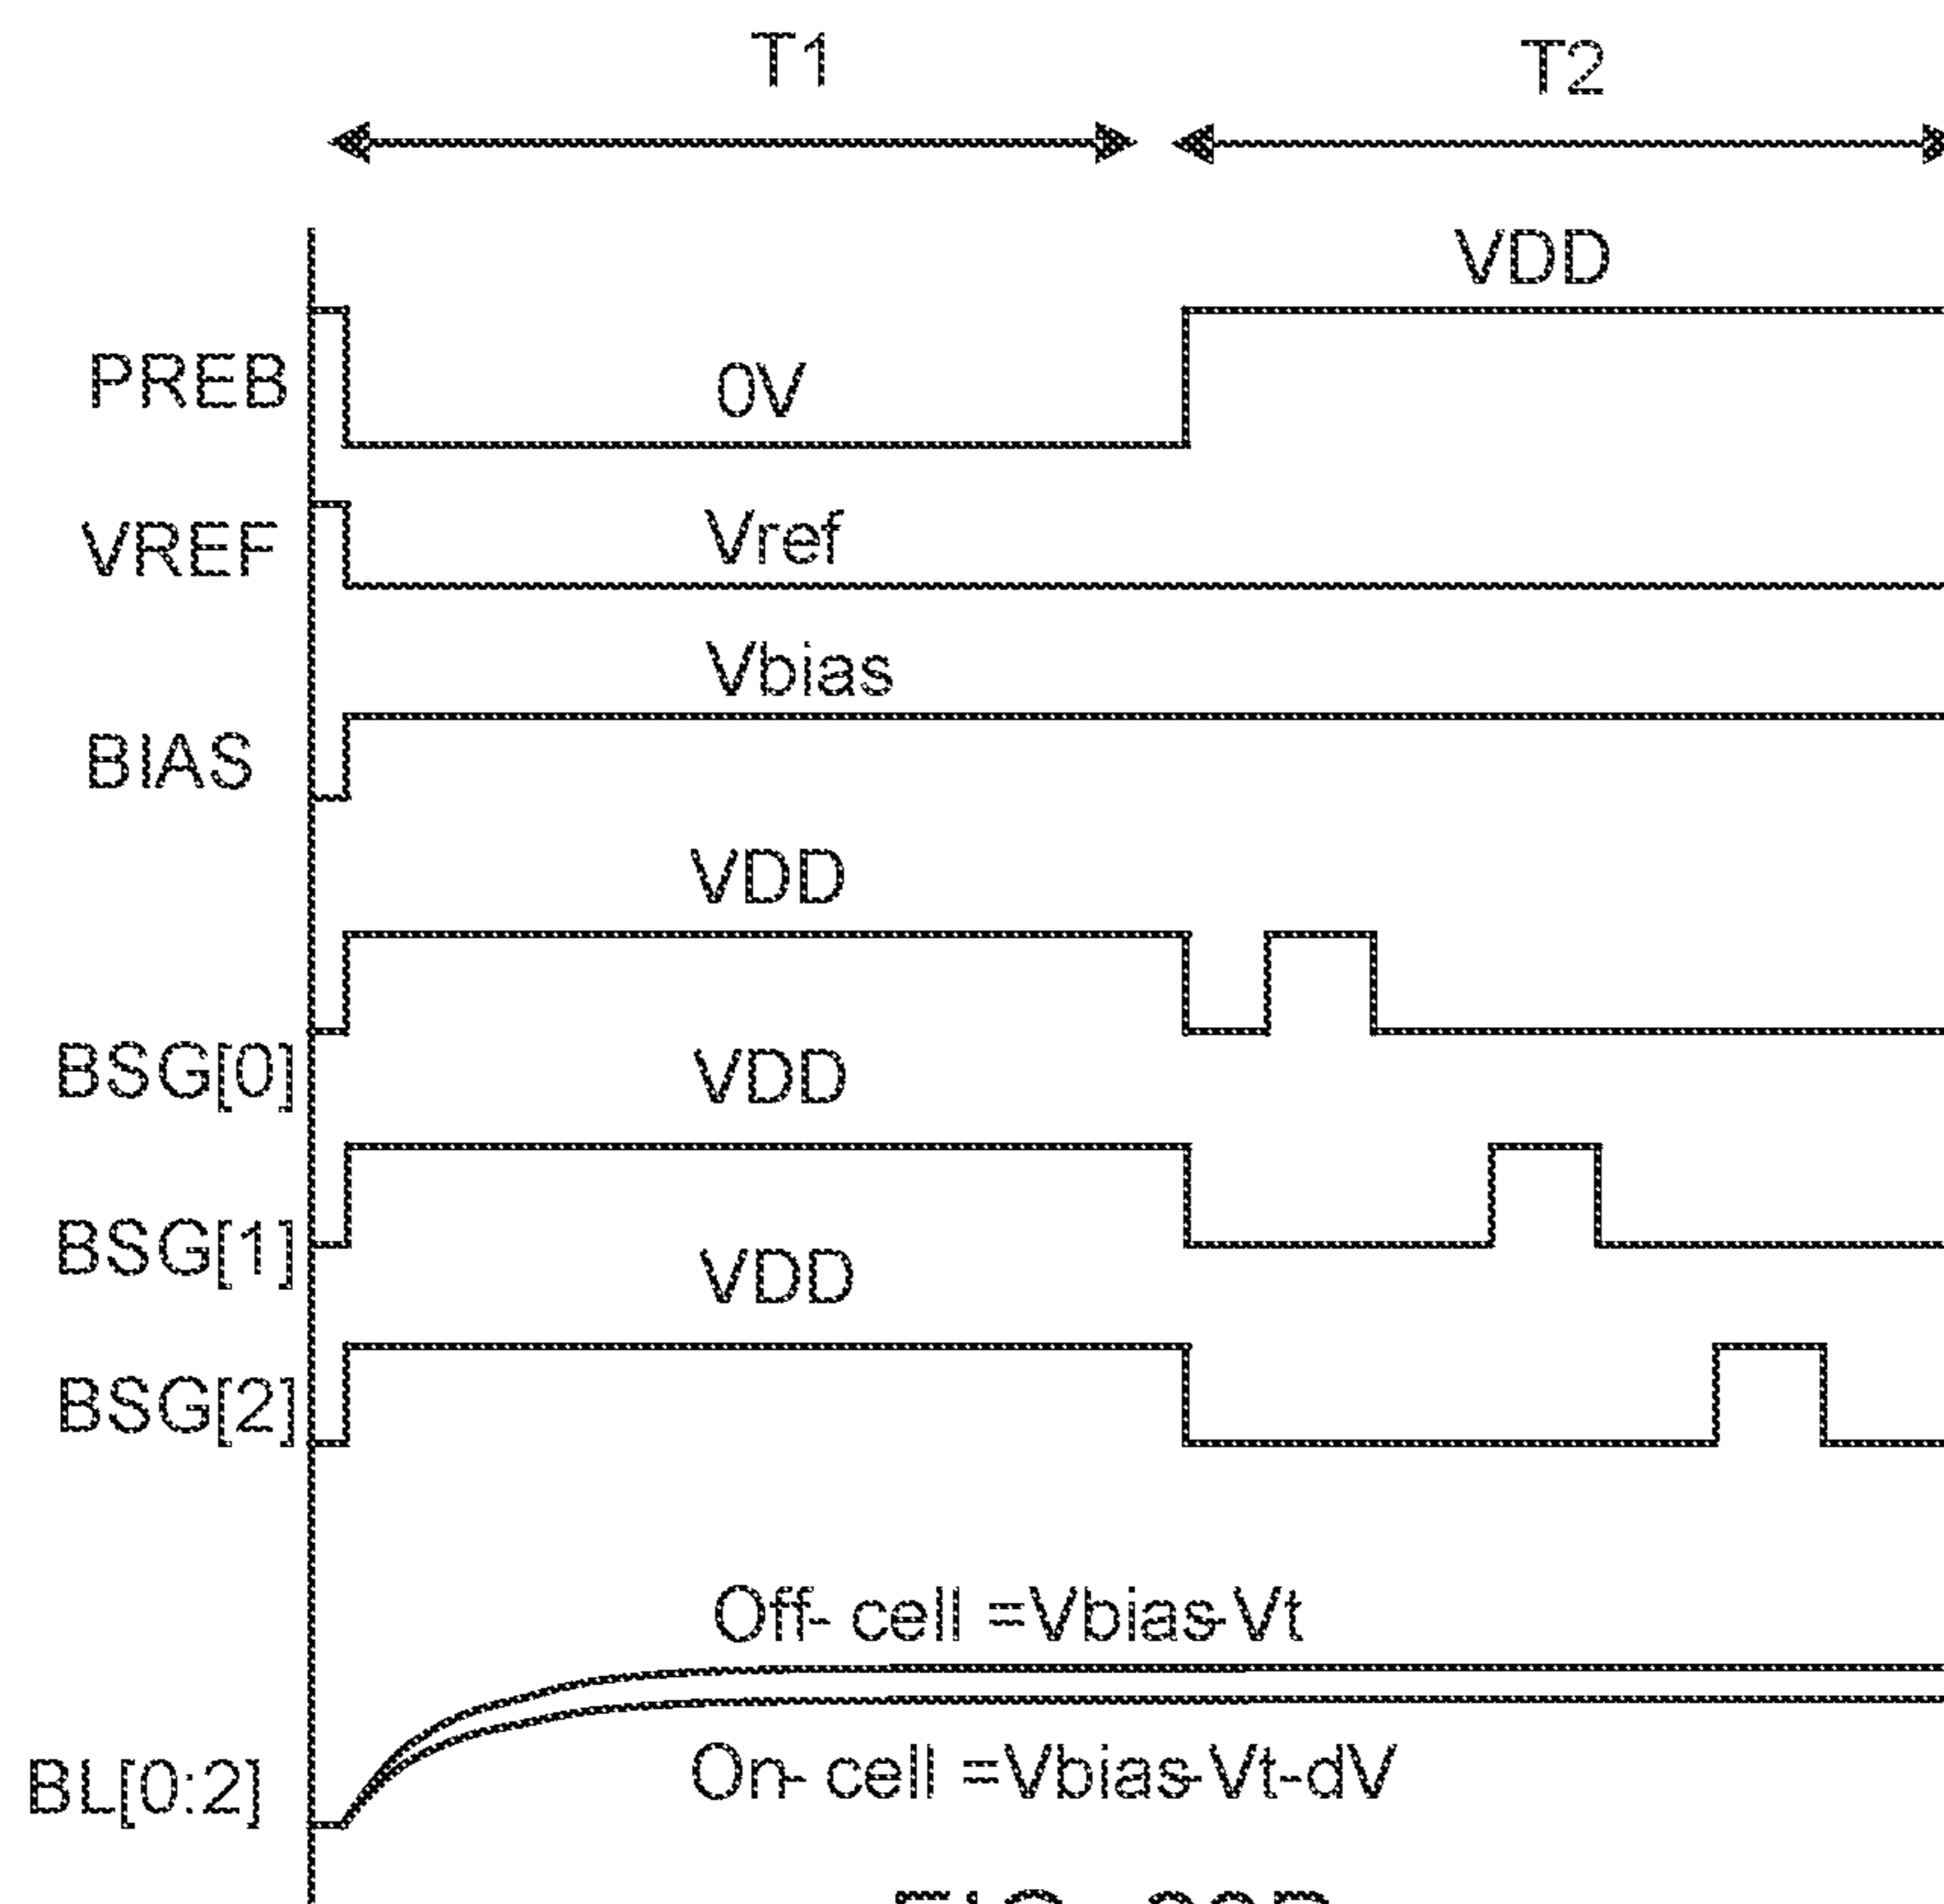 T1 T2
VDD
PREB 0V
VREF Vref
Vbias
BIAS
VDD
BSG[0] VDD
BSG[1] VDD
BSG[2]
Off- cell =Vbias-Vt
BL[0:2] On- cell =Vbias-Vt-dV